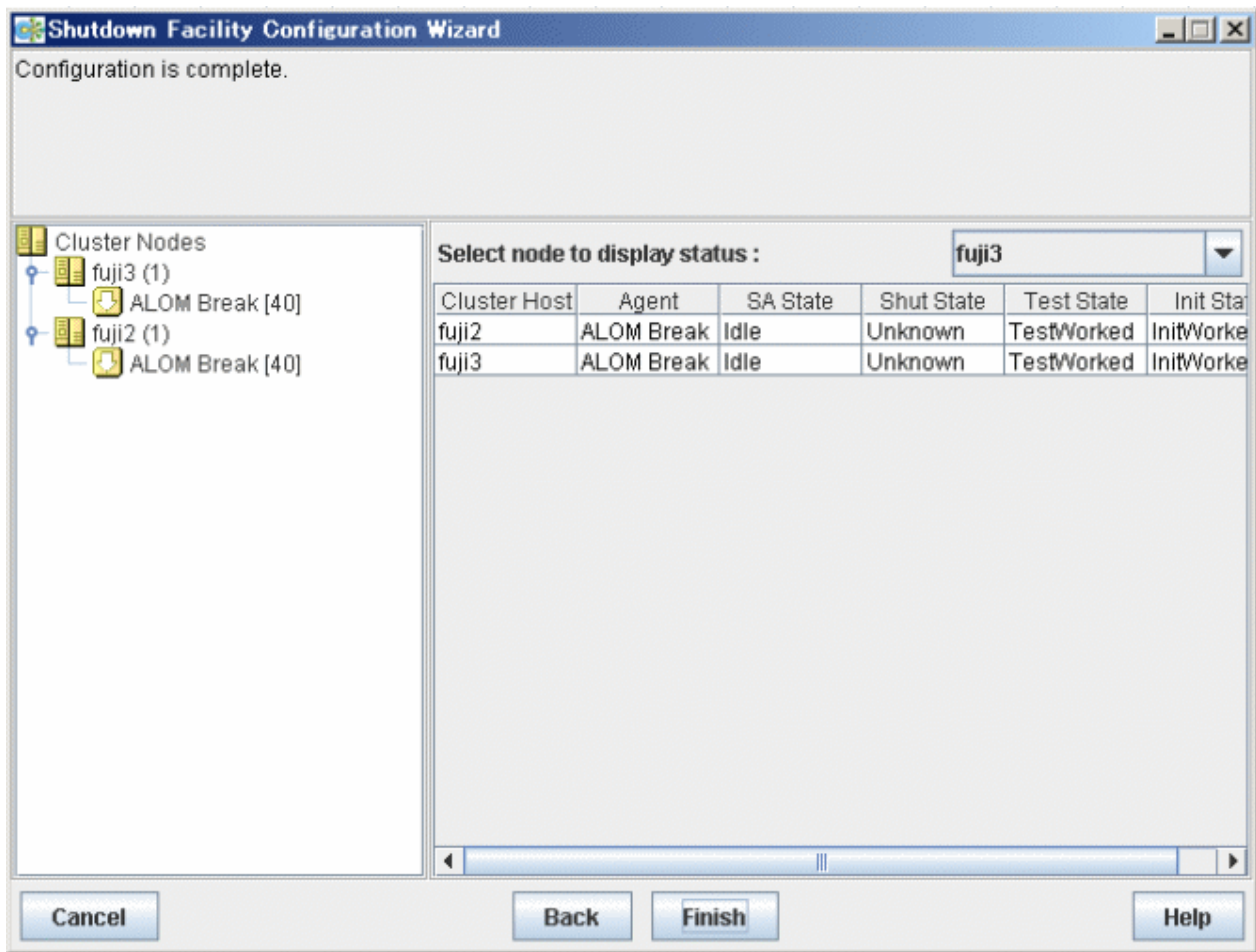 Shutdown Facility Configuration Wizard
Configuration is complete.
Cluster Nodes
fuji3 (1)
ALOM Break [40]
fuji2 (1)
ALOM Break [40]
Select node to display status : fuji3
Cluster Host Agent SA State Shut State Test State Init Stat
fuji2 ALOM Break Idle Unknown TestWorked InitWorke
fuji3 ALOM Break Idle Unknown TestWorked InitWorke
Cancel Back Finish Help